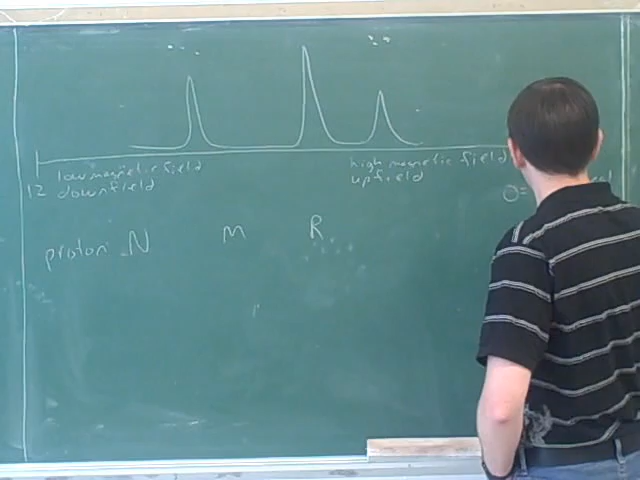 low magnetic field
high magnetic field
12
downfield
upfield
0=
proton N M R